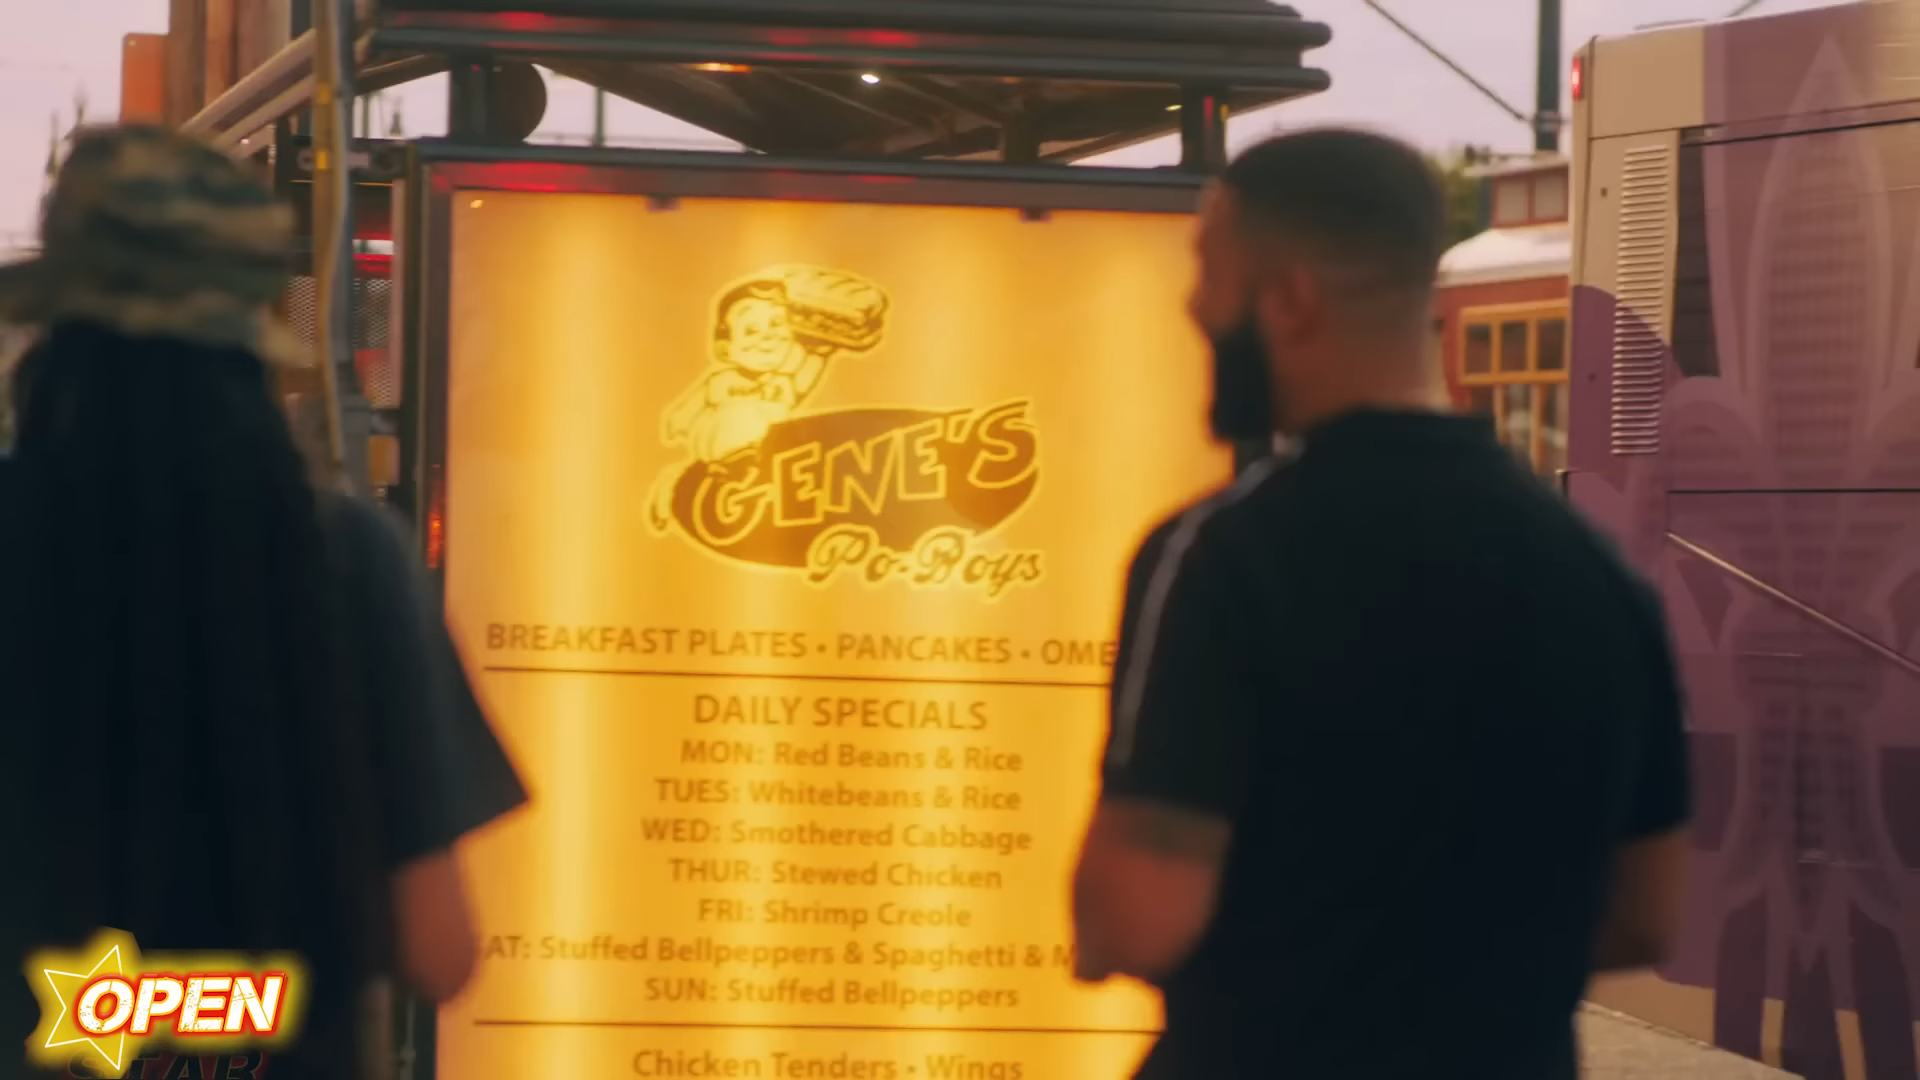 GENE'S
Po-Boys
BREAKFAST PLATES • PANCAKES • OME
DAILY SPECIALS
MON: Red Beans & Rice
TUES: Whitebeans & Rice
WED: Smothered Cabbage
THUR: Stewed Chicken
FRI: Shrimp Creole
AT: Stuffed Bellpeppers & Spaghetti & M
SUN: Stuffed Bellpeppers
Chicken Tenders • Wings
OPEN
STAR